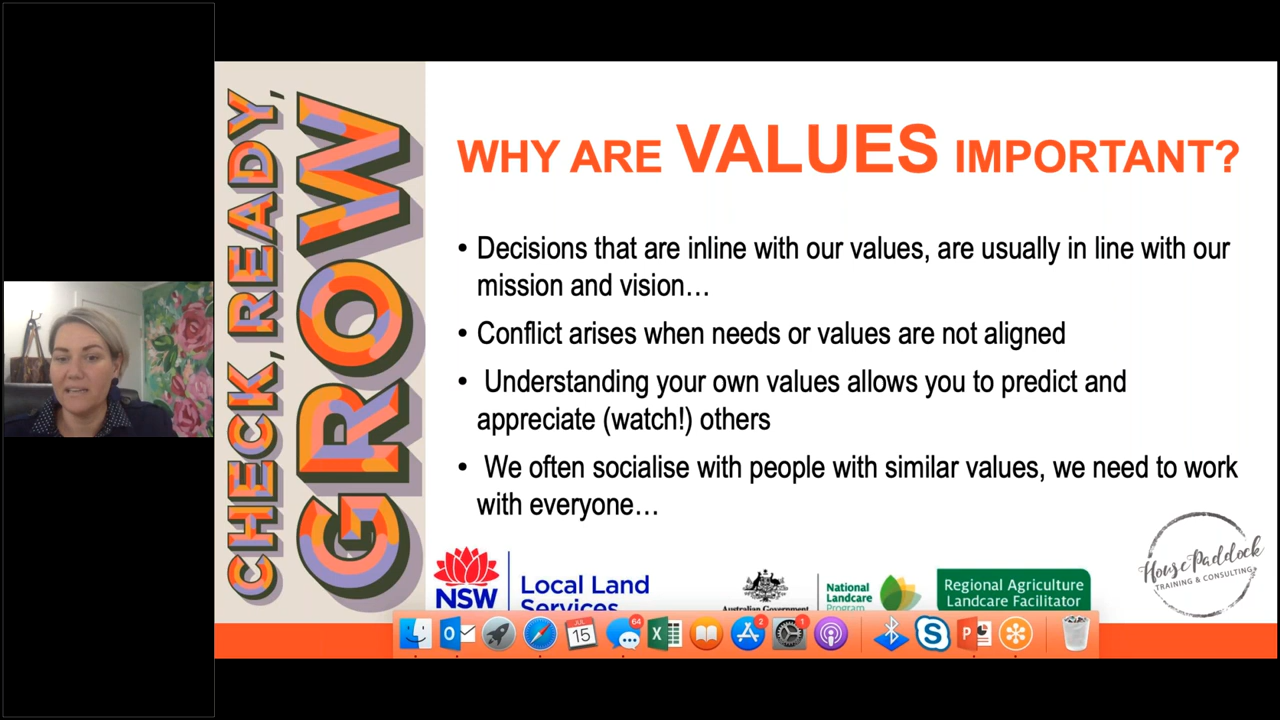 CHECK, READY,
GROW
WHY ARE VALUES IMPORTANT?
• Decisions that are inline with our values, are usually in line with our
mission and vision…
• Conflict arises when needs or values are not aligned
• Understanding your own values allows you to predict and
appreciate (watch!) others
• We often socialise with people with similar values, we need to work
with everyone…
NSW
Local Land
Services
Australian Government
National
Landcare
Program
Regional Agriculture
Landcare Facilitator
House Paddock
TRAINING & CONSULTING
JUL
15
64
2
1